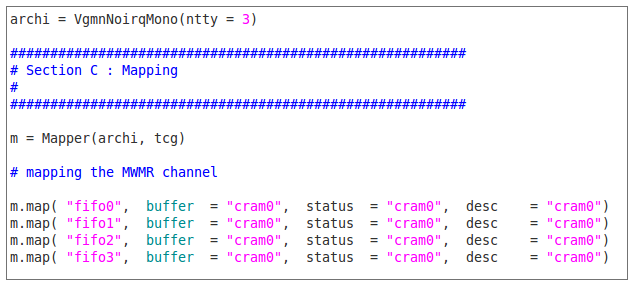 archi = VgmnNoirqMono(ntty = 3)
#########################################################
# Section C : Mapping
#
#########################################################
m = Mapper(archi, tcg)
# mapping the MWMR channel
m.map( "fifo0",  buffer  = "cram0",  status  = "cram0",  desc    = "cram0")
m.map( "fifo1",  buffer  = "cram0",  status  = "cram0",  desc    = "cram0")
m.map( "fifo2",  buffer  = "cram0",  status  = "cram0",  desc    = "cram0")
m.map( "fifo3",  buffer  = "cram0",  status  = "cram0",  desc    = "cram0")